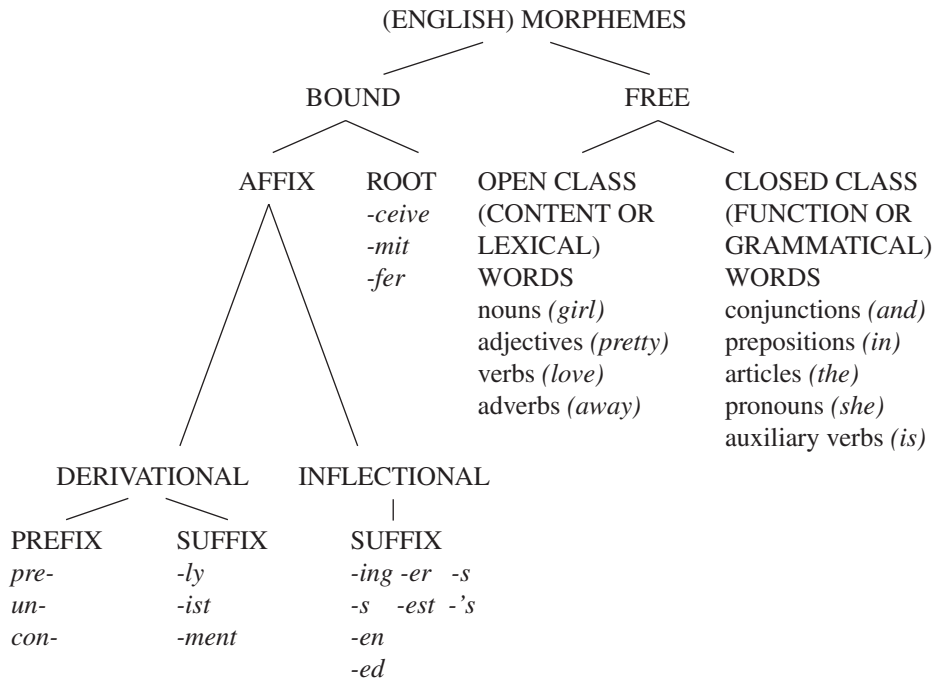 (ENGLISH) MORPHEMES
BOUND
FREE
AFFIX
ROOT
-ceive
-mit
-fer
OPEN CLASS
(CONTENT OR
LEXICAL)
WORDS
nouns (girl)
adjectives (pretty)
verbs (love)
adverbs (away)
CLOSED CLASS
(FUNCTION OR
GRAMMATICAL)
WORDS
conjunctions (and)
prepositions (in)
articles (the)
pronouns (she)
auxiliary verbs (is)
DERIVATIONAL
INFLECTIONAL
PREFIX
pre-
un-
con-
SUFFIX
-ly
-ist
-ment
SUFFIX
-ing -er -s
-s -est -'s
-en
-ed